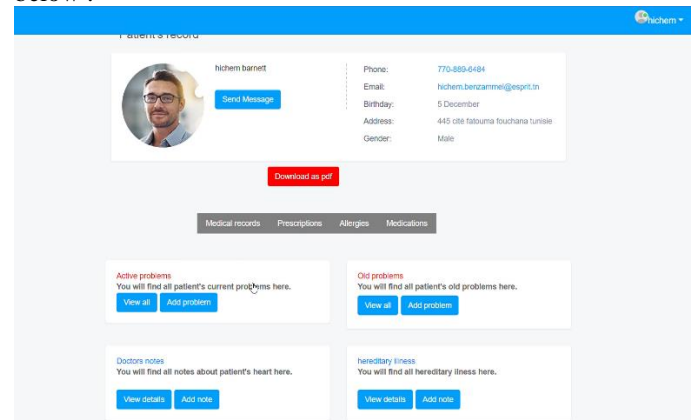 hichem
Patient's record
hichem barnett
Send Message
Phone: 770-889-6484
Email: hichem.benzammel@esprit.tn
Birthday: 5 December
Address: 445 cité fatouma fouchana tunisie
Gender: Male
Download as pdf
Medical records Prescriptions Allergies Medications
Active problems
You will find all patient's current problems here.
View all Add problem
Old problems
You will find all patient's old problems here.
View all Add problem
Doctors notes
You will find all notes about patient's heart here.
View details Add note
hereditary illness
You will find all hereditary ilness here.
View details Add note